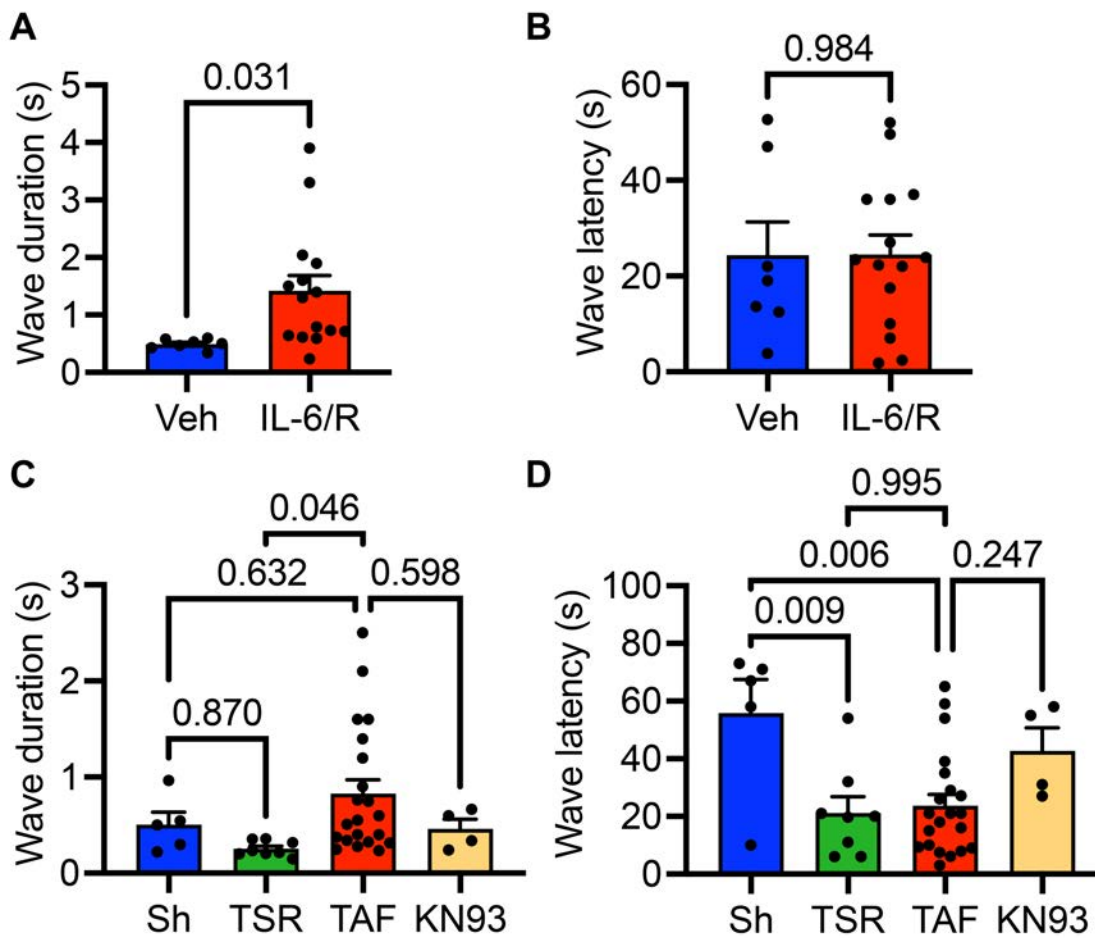 A
0.031
Wave duration (s)
5
4
3
2
1
0
Veh IL-6/R
B
0.984
Wave latency (s)
60
40
20
0
Veh IL-6/R
C
0.046
0.632 0.598
0.870
Wave duration (s)
3
2
1
0
Sh TSR TAF KN93
D
0.995
0.006 0.247
0.009
Wave latency (s)
100
80
60
40
20
0
Sh TSR TAF KN93